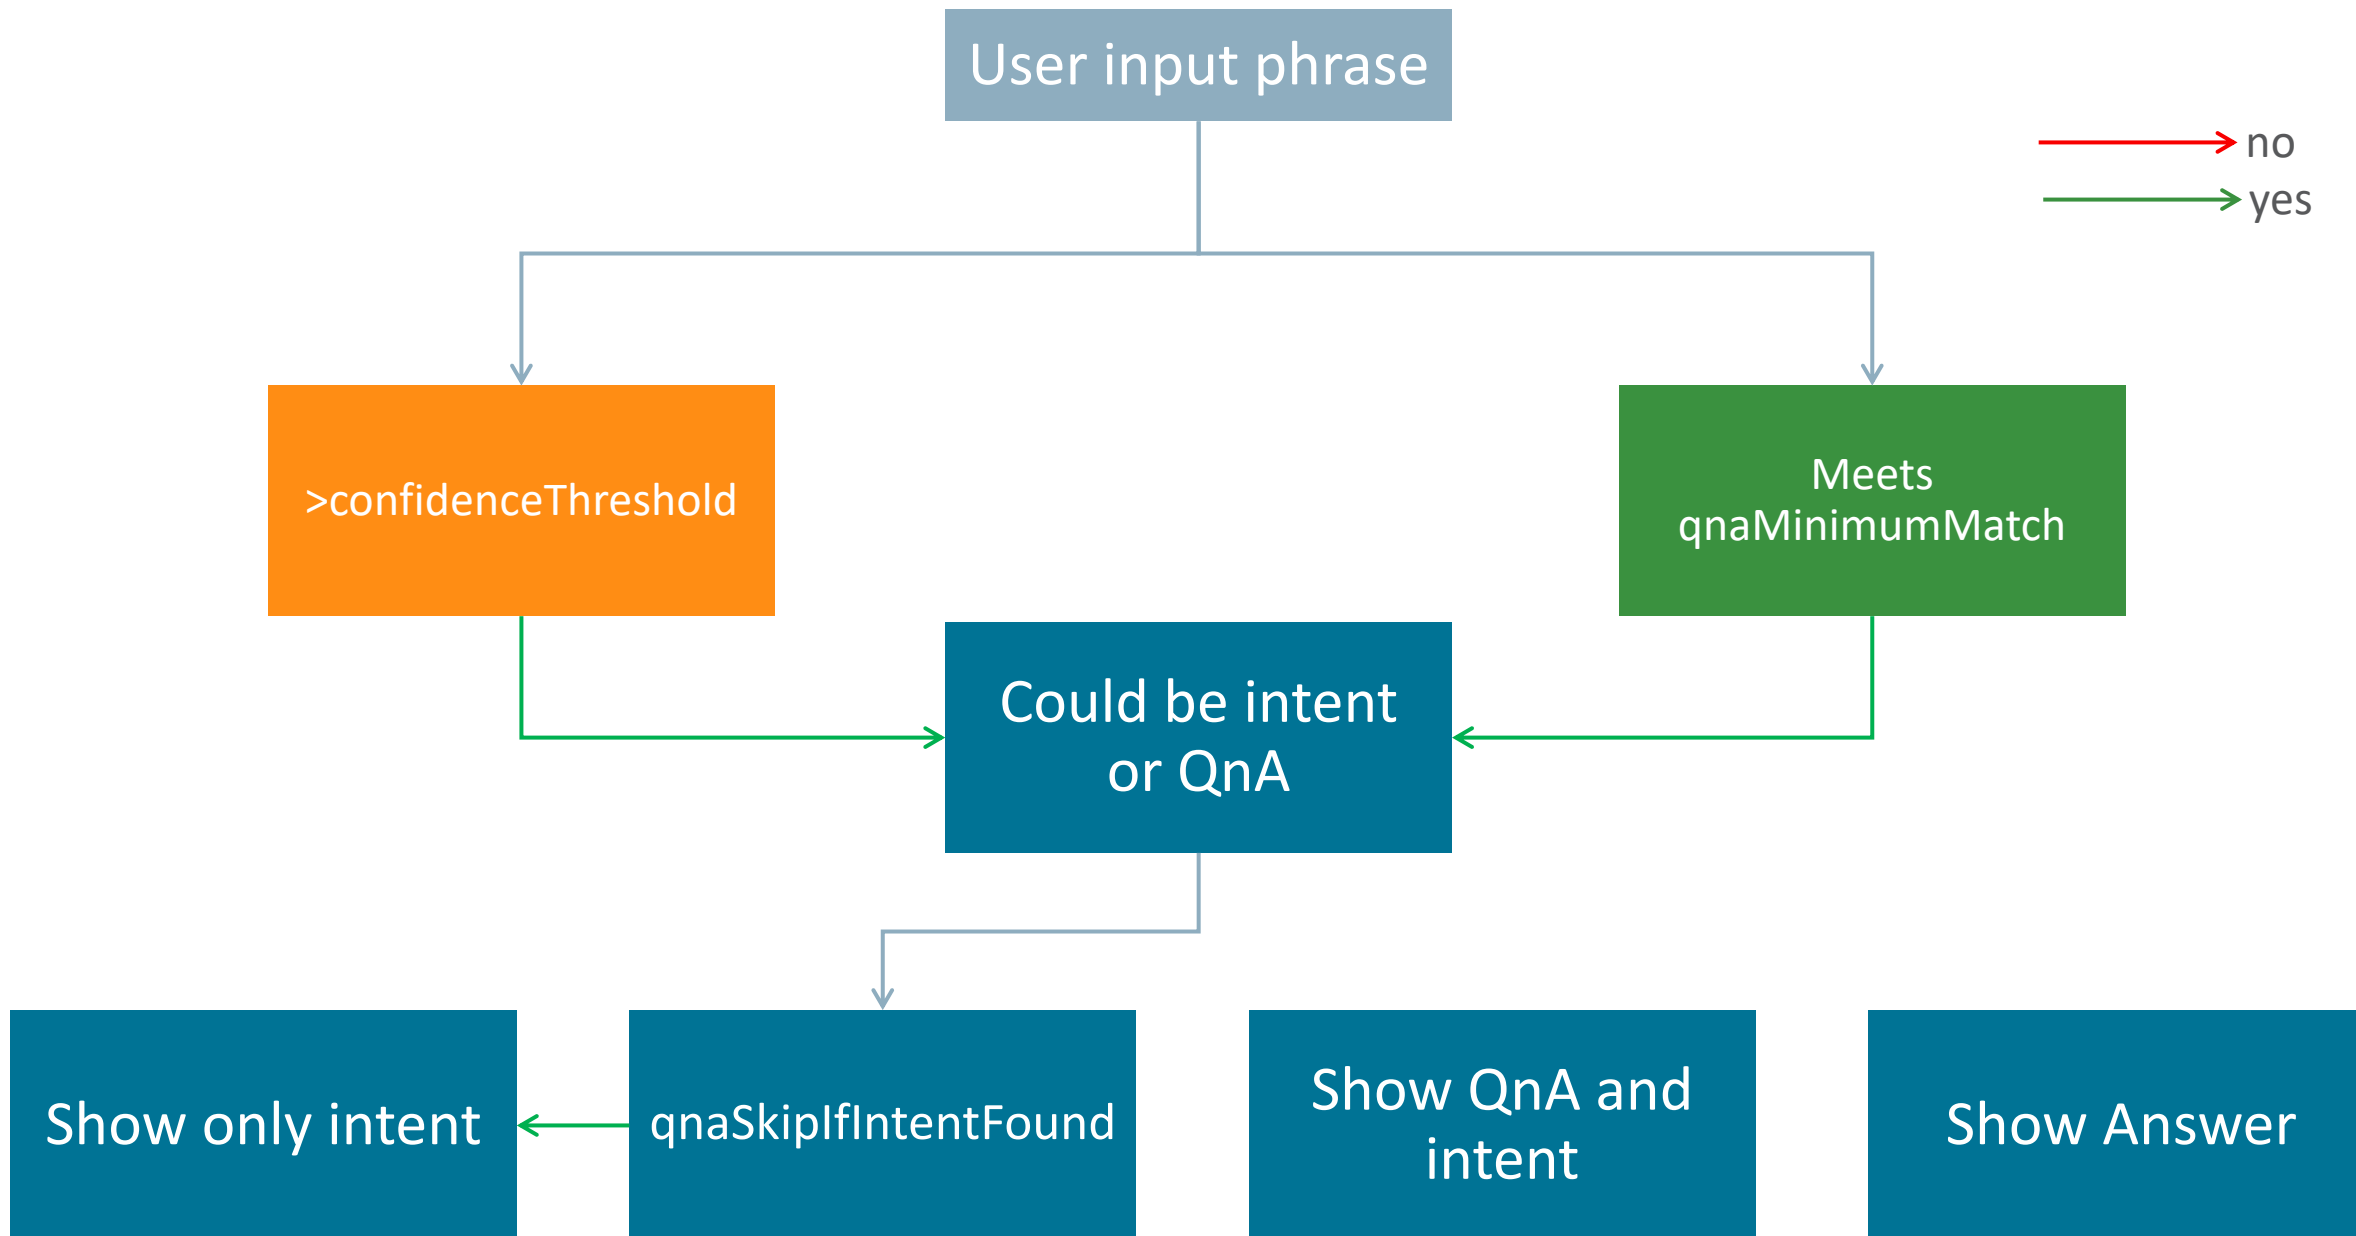 User input phrase
no
yes
>confidenceThreshold
Meets
qnaMinimumMatch
Could be intent
or QnA
Show only intent
qnaSkipIfIntentFound
Show QnA and
intent
Show Answer